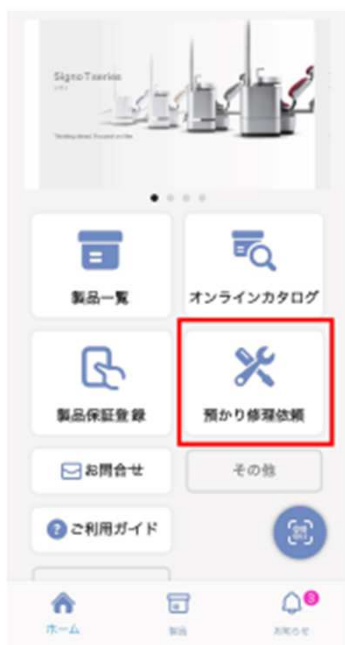 Signo T series
製品一覧
オンラインカタログ
製品保証登録
預かり修理依頼
お問合せ
その他
ご利用ガイド
ホーム
製品
3
お知らせ